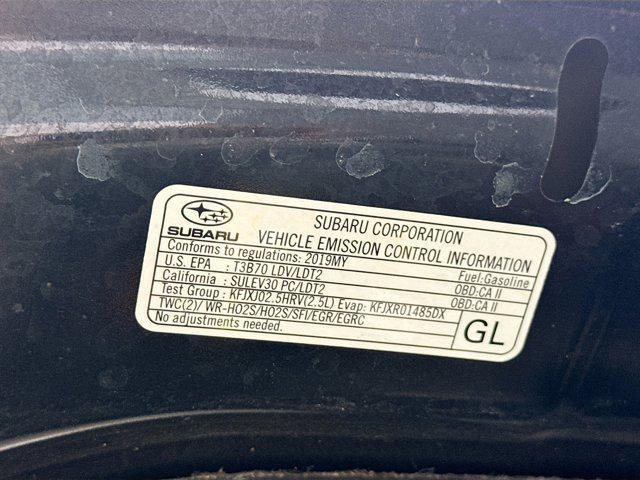 SUBARU
SUBARU CORPORATION
VEHICLE EMISSION CONTROL INFORMATION
Conforms to regulations: 2019MY Fuel:Gasoline
U.S. EPA : T3B70 LDV/LDT2 OBD:CA II
California : SULEV30 PC/LDT2 OBD:CA II
Test Group : KFJXJ02.5HRV(2.5L) Evap: KFJXR01485DX
TWC(2)/WR-HO2S/HO2S/SFI/EGR/EGRC
No adjustments needed.
GL